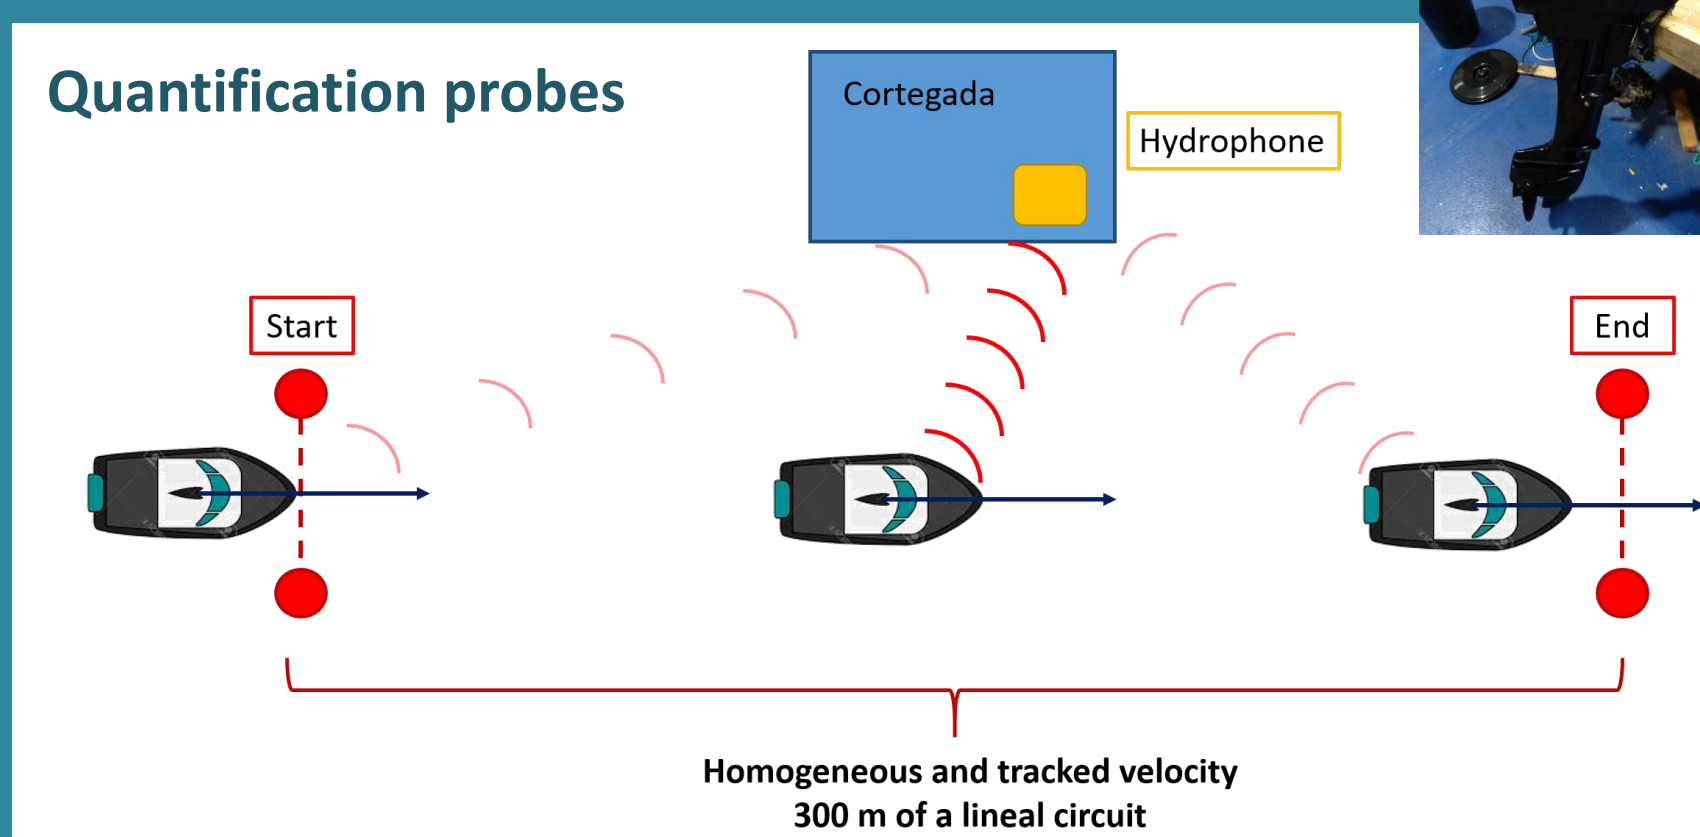 Quantification probes
Cortegada
Hydrophone
Start
End
Homogeneous and tracked velocity
300 m of a lineal circuit